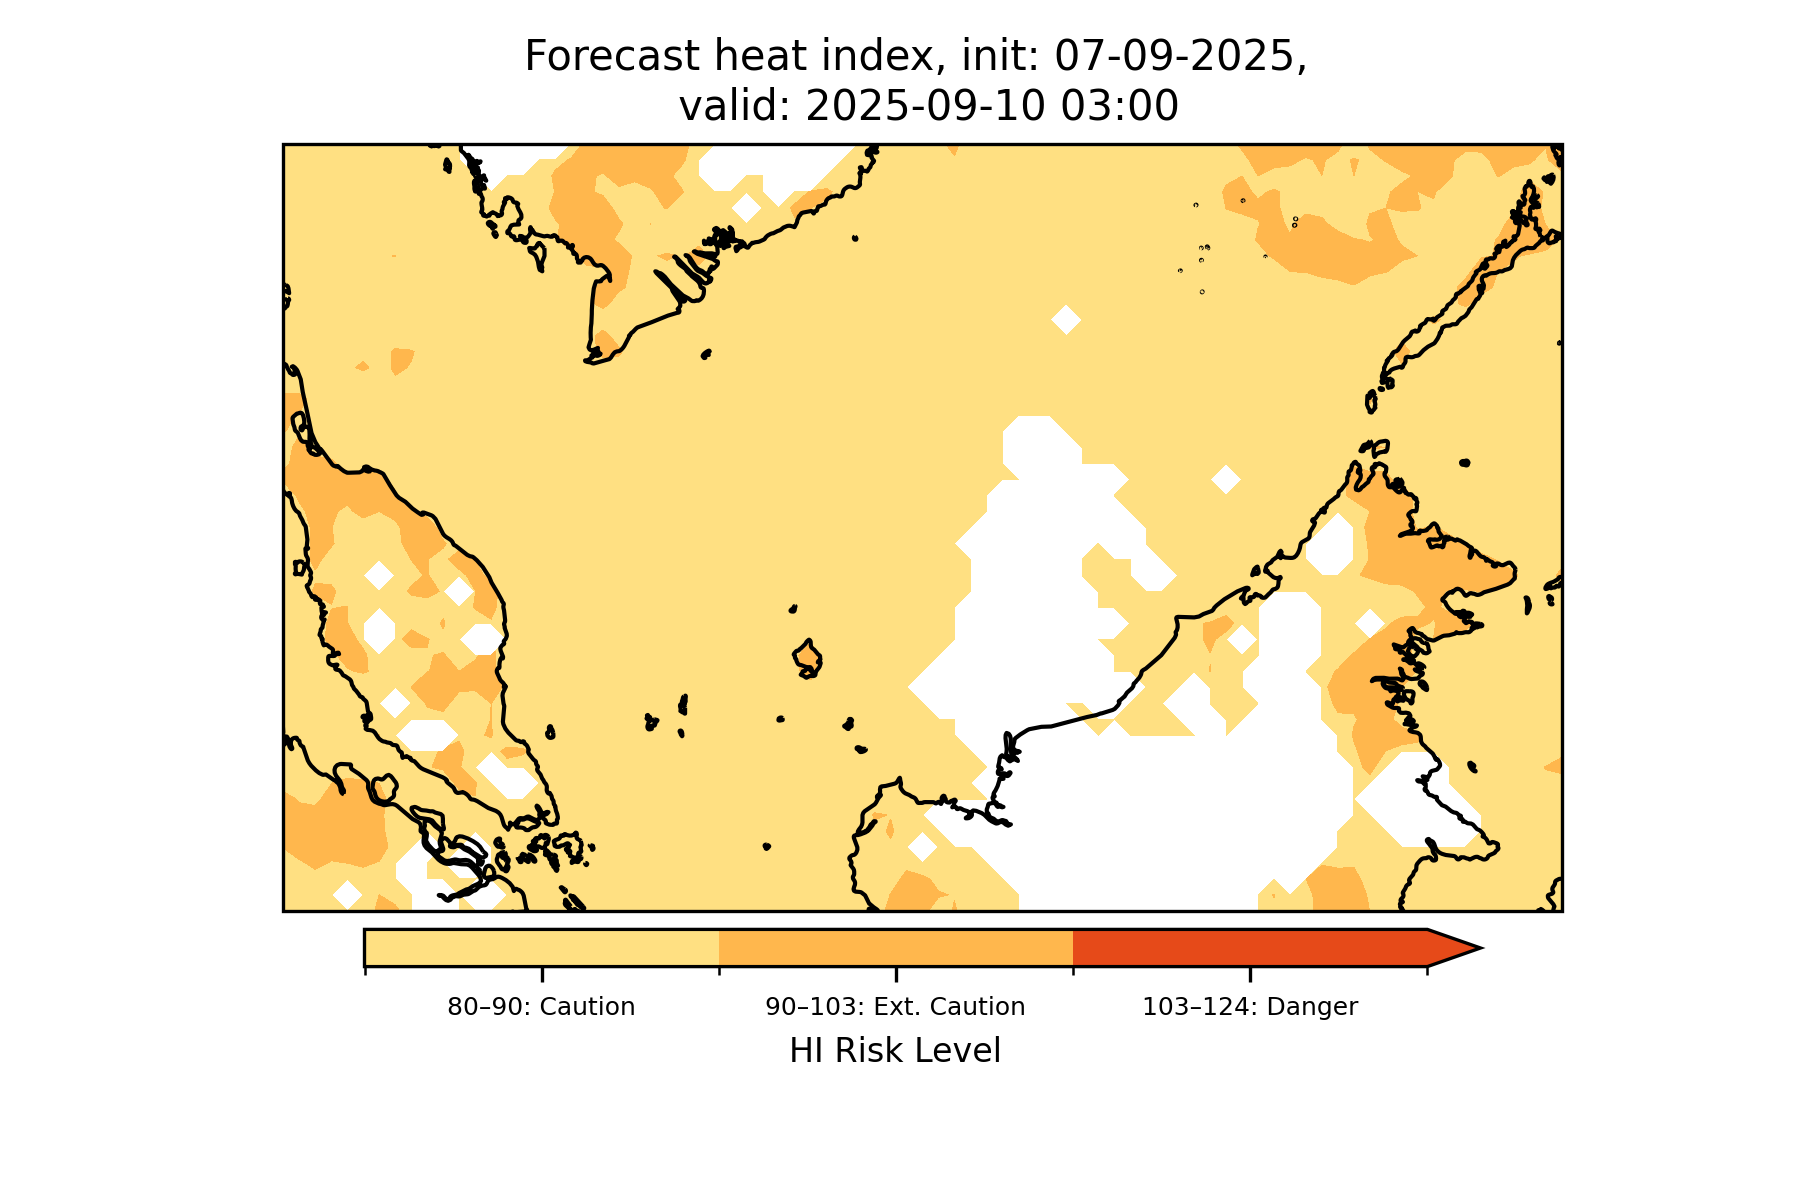 Forecast heat index, init: 07-09-2025,
valid: 2025-09-10 03:00
80–90: Caution
90–103: Ext. Caution
103–124: Danger
HI Risk Level